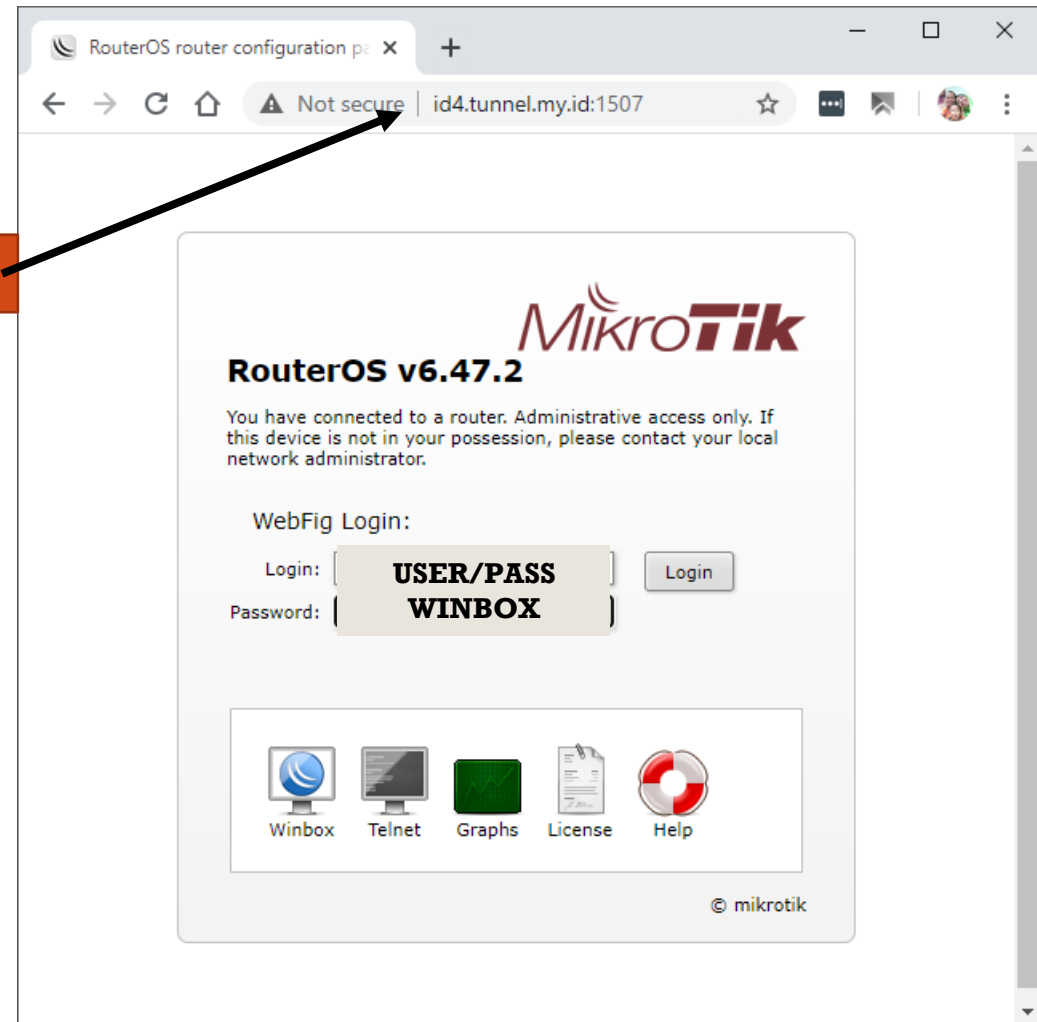 RouterOS router configuration pa
Not secure
id4.tunnel.my.id:1507
MikroTik
RouterOS v6.47.2
You have connected to a router. Administrative access only. If
this device is not in your possession, please contact your local
network administrator.
WebFig Login:
Login:
USER/PASS
WINBOX
Login
Password:
Winbox Telnet Graphs License Help
© mikrotik